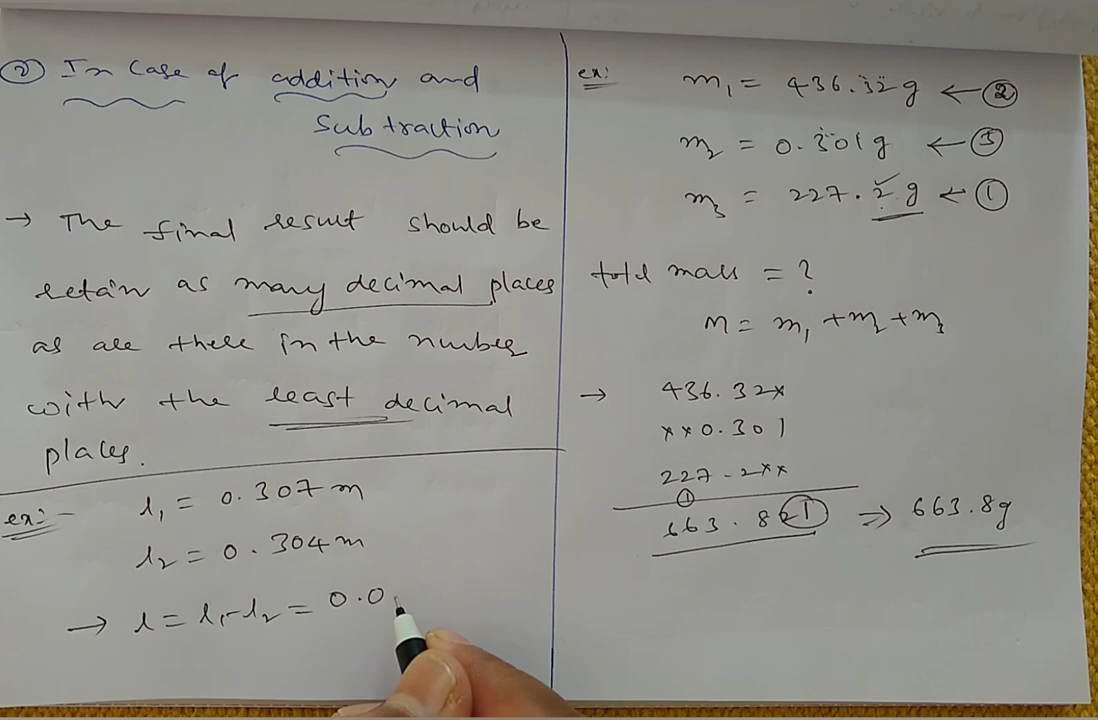 ② In Case of addition and
Subtraction
→ The final result should be
retain as many decimal places
as are there in the number
with the least decimal
places.
ex:-
l₁ = 0.307 m
l₂ = 0.304 m
→ l = l₁-l₂ = 0.0
ex: m₁ = 436.32 g ← ②
m₂ = 0.301 g ← ③
m₃ = 227.2 g ← ①
total mass = ?
M = m₁ + m₂ + m₃
→ 436.32x
xx0.301
227.2xx
①
663.821 ⇒ 663.8g